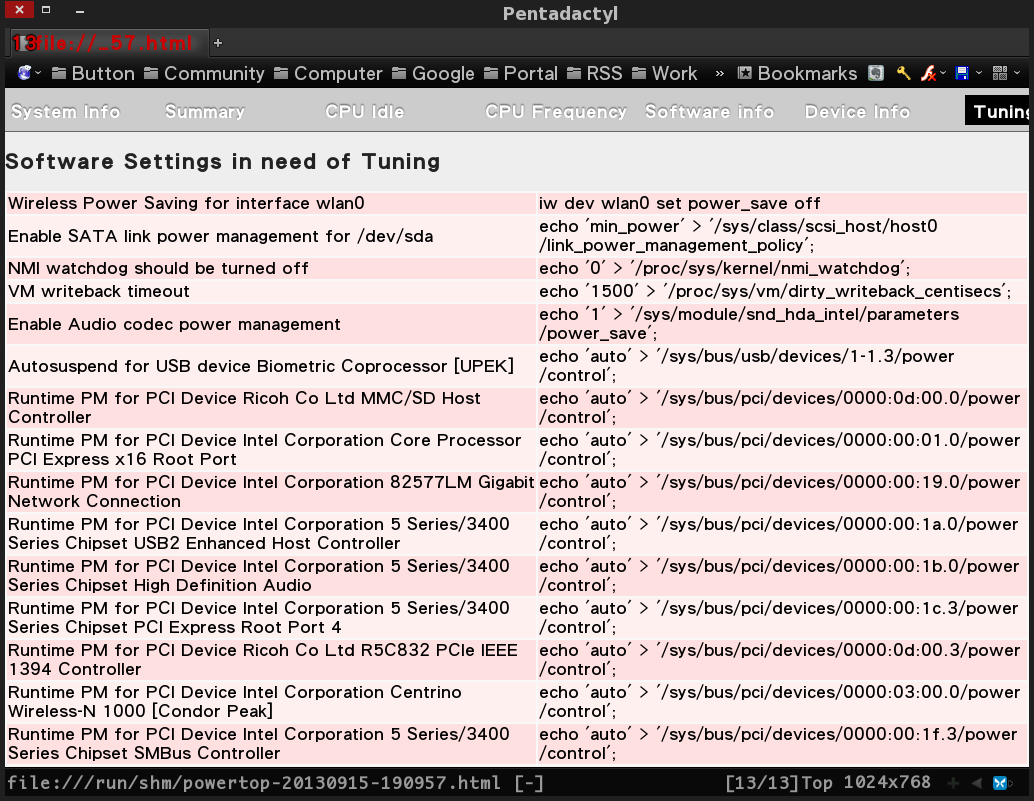 Pentadactyl
13 file://_57.html +
Button Community Computer Google Portal RSS Work » Bookmarks
System Info Summary CPU Idle CPU Frequency Software info Device Info Tuning
Software Settings in need of Tuning
Wireless Power Saving for interface wlan0 iw dev wlan0 set power_save off
Enable SATA link power management for /dev/sda echo 'min_power' > '/sys/class/scsi_host/host0
/link_power_management_policy';
NMI watchdog should be turned off echo '0' > '/proc/sys/kernel/nmi_watchdog';
VM writeback timeout echo '1500' > '/proc/sys/vm/dirty_writeback_centisecs';
Enable Audio codec power management echo '1' > '/sys/module/snd_hda_intel/parameters
/power_save';
Autosuspend for USB device Biometric Coprocessor [UPEK] echo 'auto' > '/sys/bus/usb/devices/1-1.3/power
/control';
Runtime PM for PCI Device Ricoh Co Ltd MMC/SD Host echo 'auto' > '/sys/bus/pci/devices/0000:0d:00.0/power
Controller /control';
Runtime PM for PCI Device Intel Corporation Core Processor echo 'auto' > '/sys/bus/pci/devices/0000:00:01.0/power
PCI Express x16 Root Port /control';
Runtime PM for PCI Device Intel Corporation 82577LM Gigabit echo 'auto' > '/sys/bus/pci/devices/0000:00:19.0/power
Network Connection /control';
Runtime PM for PCI Device Intel Corporation 5 Series/3400 echo 'auto' > '/sys/bus/pci/devices/0000:00:1a.0/power
Series Chipset USB2 Enhanced Host Controller /control';
Runtime PM for PCI Device Intel Corporation 5 Series/3400 echo 'auto' > '/sys/bus/pci/devices/0000:00:1b.0/power
Series Chipset High Definition Audio /control';
Runtime PM for PCI Device Intel Corporation 5 Series/3400 echo 'auto' > '/sys/bus/pci/devices/0000:00:1c.3/power
Series Chipset PCI Express Root Port 4 /control';
Runtime PM for PCI Device Ricoh Co Ltd R5C832 PCIe IEEE echo 'auto' > '/sys/bus/pci/devices/0000:0d:00.3/power
1394 Controller /control';
Runtime PM for PCI Device Intel Corporation Centrino echo 'auto' > '/sys/bus/pci/devices/0000:03:00.0/power
Wireless-N 1000 [Condor Peak] /control';
Runtime PM for PCI Device Intel Corporation 5 Series/3400 echo 'auto' > '/sys/bus/pci/devices/0000:00:1f.3/power
Series Chipset SMBus Controller /control';
file:///run/shm/powertop-20130915-190957.html [-] [13/13]Top 1024x768